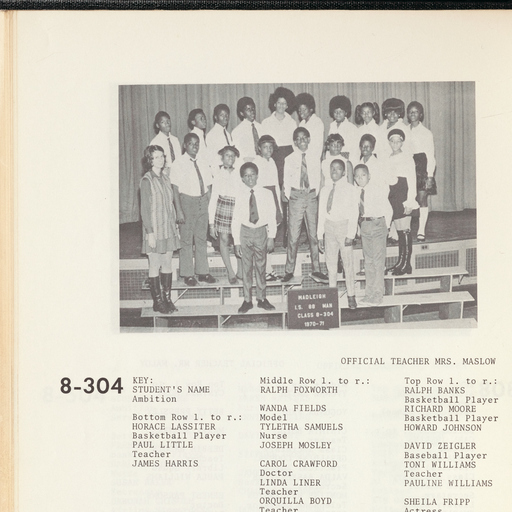 WADLEIGH
I.S. 88 MAN
CLASS 8-304
1970-71
OFFICIAL TEACHER MRS. MASLOW
8-304
KEY:
STUDENT'S NAME
Ambition
Bottom Row l. to r.:
HORACE LASSITER
Basketball Player
PAUL LITTLE
Teacher
JAMES HARRIS
Middle Row l. to r.:
RALPH FOXWORTH
WANDA FIELDS
Model
TYLETHA SAMUELS
Nurse
JOSEPH MOSLEY
CAROL CRAWFORD
Doctor
LINDA LINER
Teacher
ORQUILLA BOYD
Teacher
Top Row l. to r.:
RALPH BANKS
Basketball Player
RICHARD MOORE
Basketball Player
HOWARD JOHNSON
DAVID ZEIGLER
Baseball Player
TONI WILLIAMS
Teacher
PAULINE WILLIAMS
SHEILA FRIPP
Actress